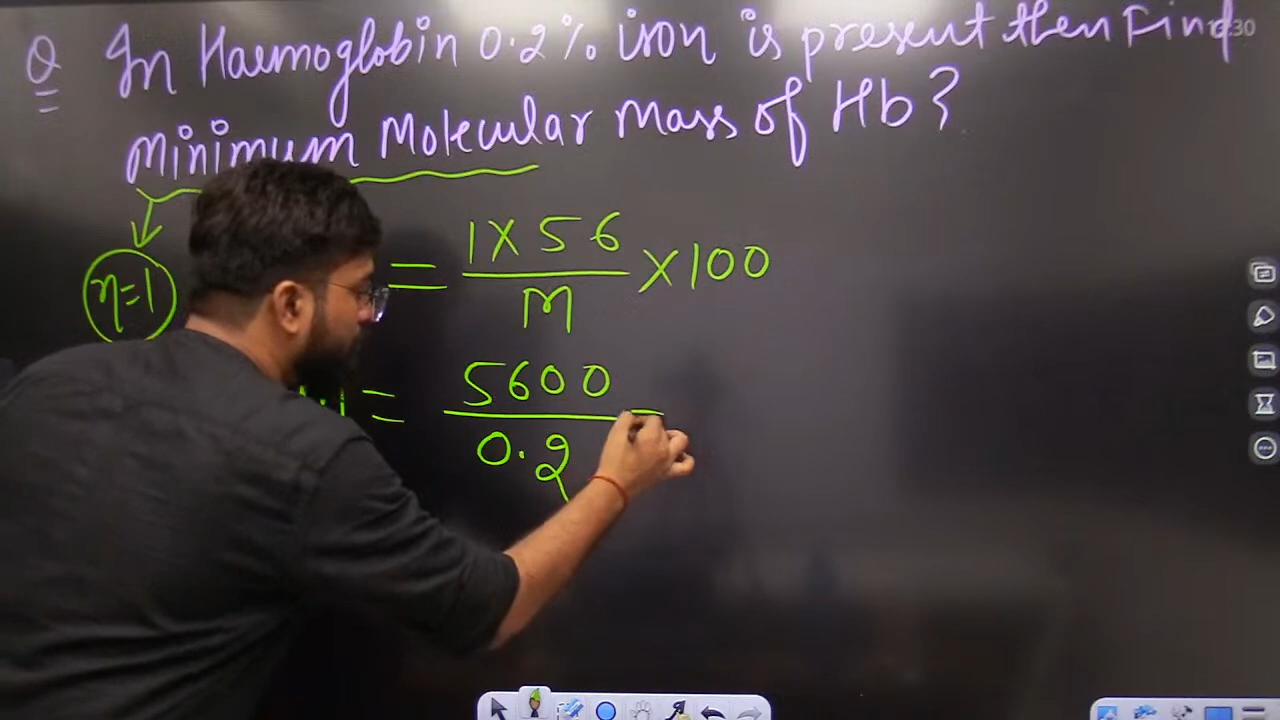 Q In Haemoglobin 0.2% iron is present then Find
Minimum Molecular Mass of Hb?
n=1
= 1 X 56 X 100
M
= 5600
0.2